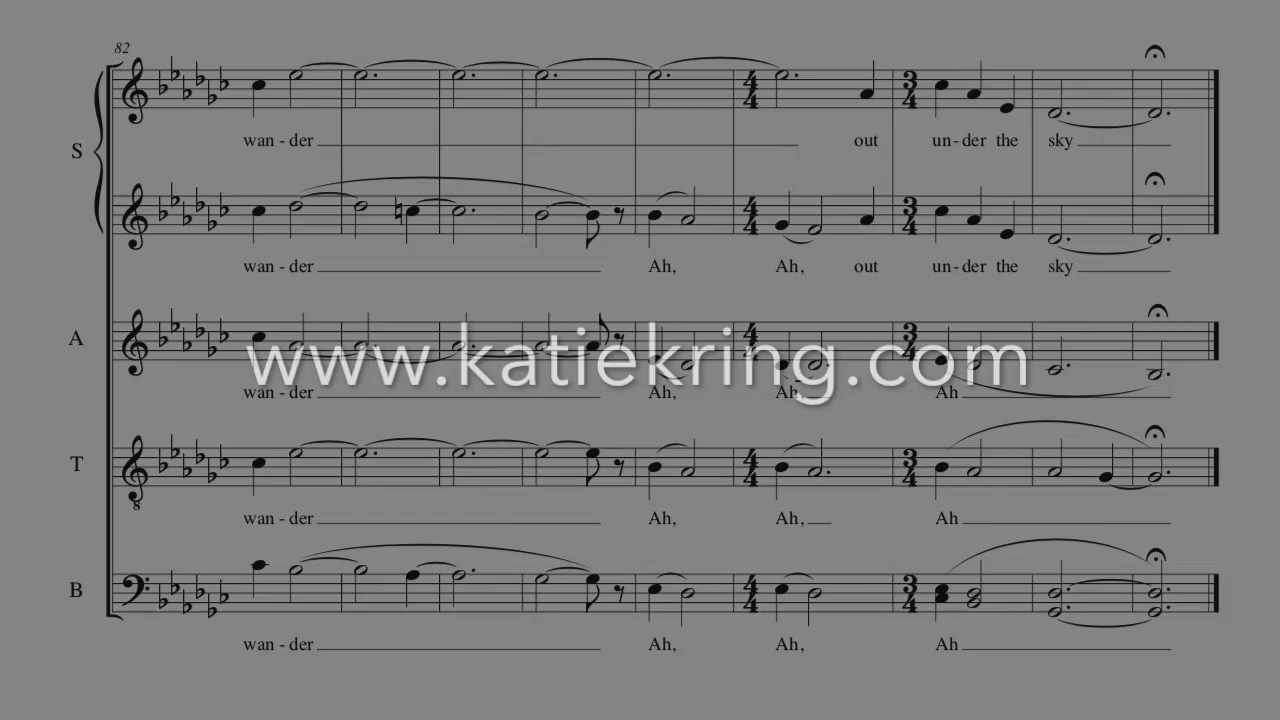 82
S
wan - der out un - der the sky
wan - der Ah, Ah, out un - der the sky
A
www.katiekring.com
wan - der Ah, Ah, Ah
T
wan - der Ah, Ah, Ah
B
wan - der Ah, Ah, Ah